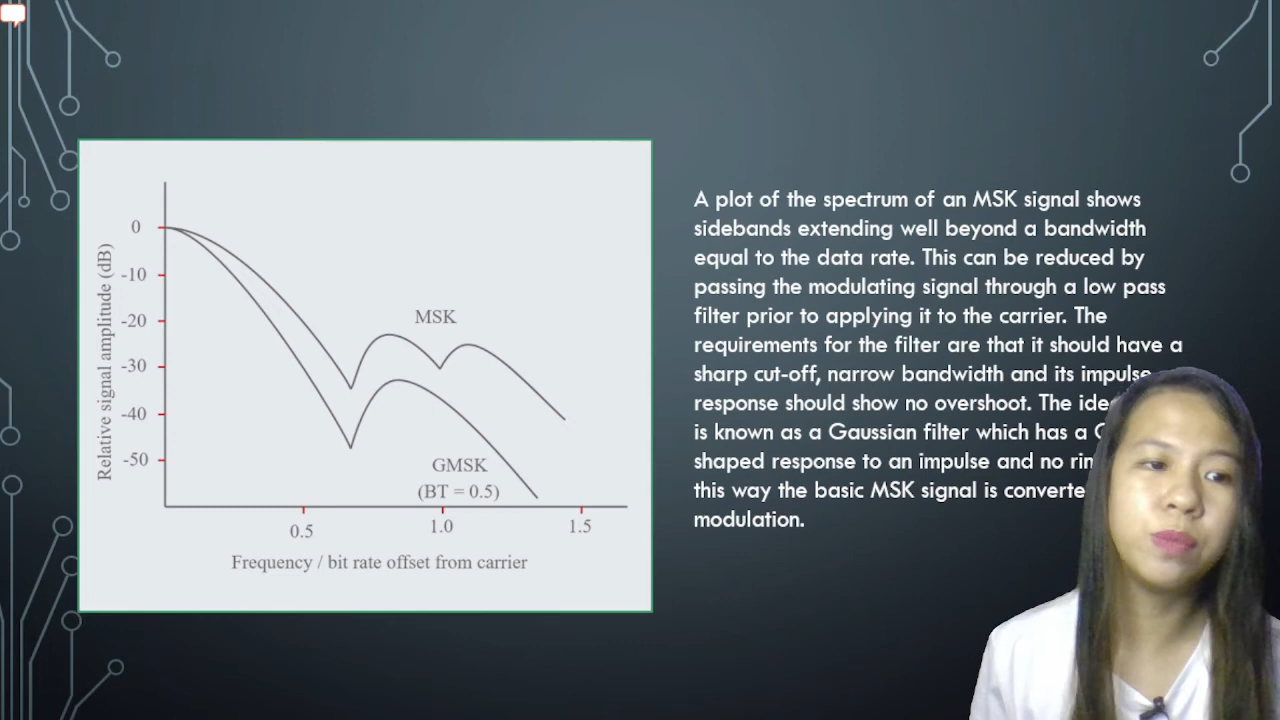 0
-10
-20
-30
-40
-50
Relative signal amplitude (dB)
MSK
GMSK
(BT = 0.5)
0.5
1.0
1.5
Frequency / bit rate offset from carrier
A plot of the spectrum of an MSK signal shows
sidebands extending well beyond a bandwidth
equal to the data rate. This can be reduced by
passing the modulating signal through a low pass
filter prior to applying it to the carrier. The
requirements for the filter are that it should have a
sharp cut-off, narrow bandwidth and its impulse
response should show no overshoot. The
is known as a Gaussian filter which has a
shaped response to an impulse and no
this way the basic MSK signal is
modulation.